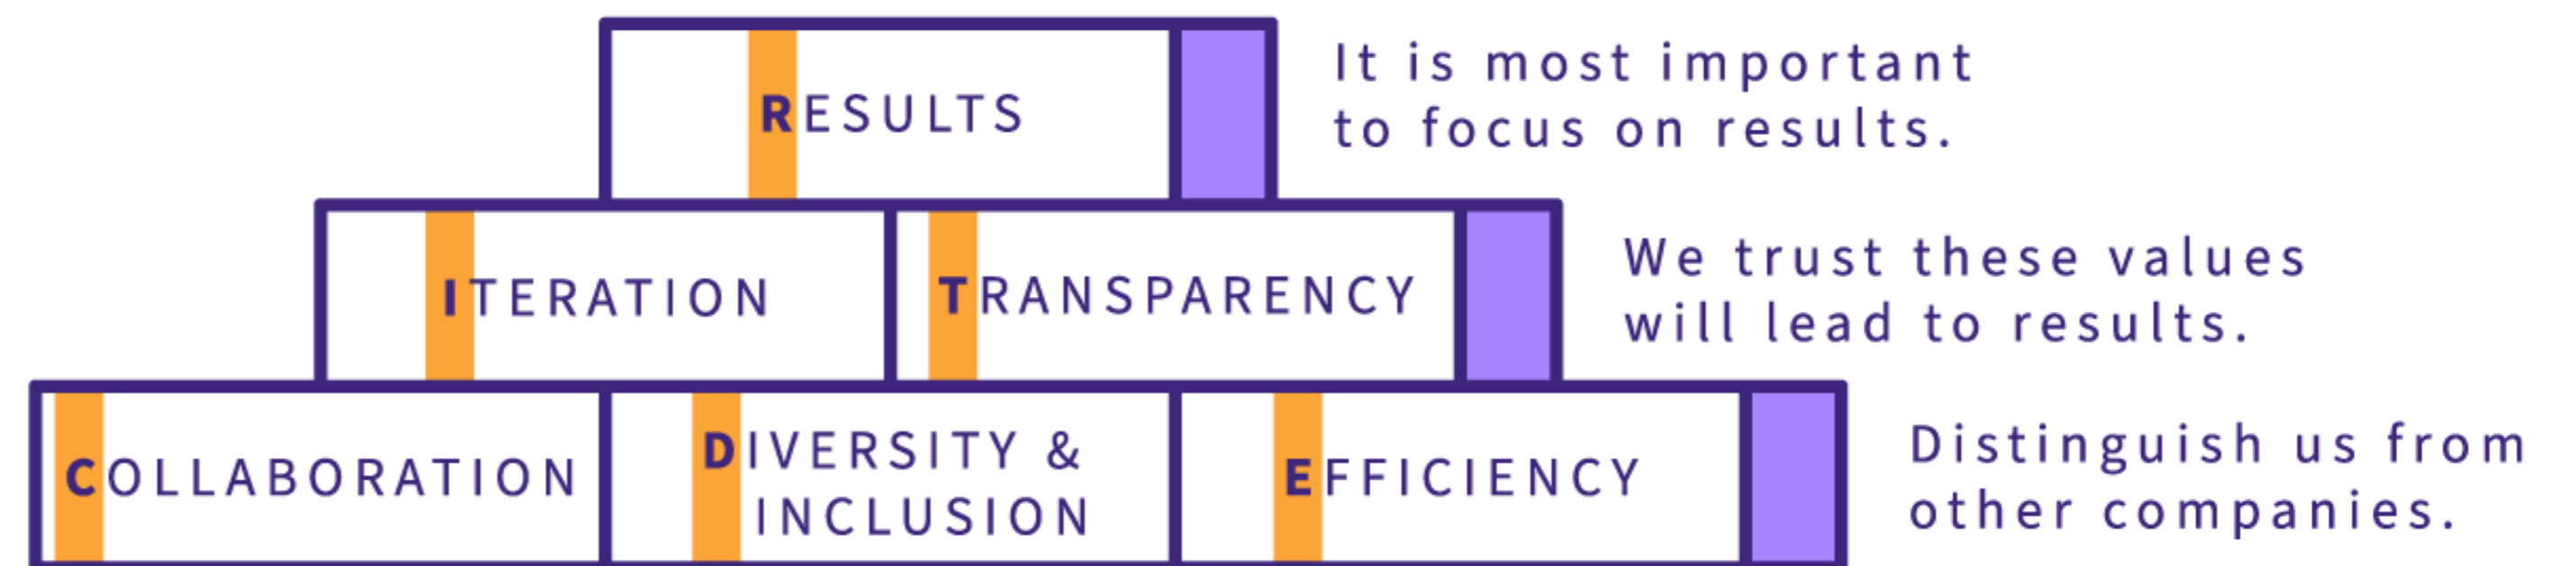 RESULTS
It is most important
to focus on results.
ITERATION
TRANSPARENCY
We trust these values
will lead to results.
COLLABORATION
DIVERSITY &
INCLUSION
EFFICIENCY
Distinguish us from
other companies.